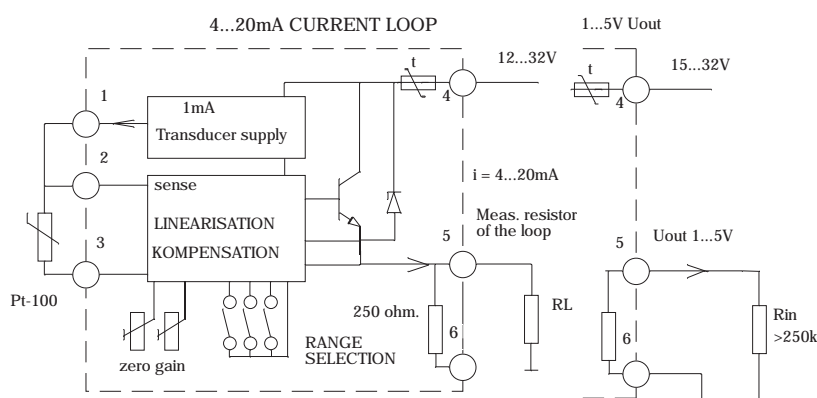 4...20mA CURRENT LOOP
1...5V Uout
12...32V
15...32V
t
t
1
4
4
1mA
Transducer supply
2
sense
i = 4...20mA
LINEARISATION
KOMPENSATION
Meas. resistor
of the loop
3
5
5
Uout 1...5V
Pt-100
250 ohm.
6
RL
6
Rin
>250k
zero gain
RANGE
SELECTION